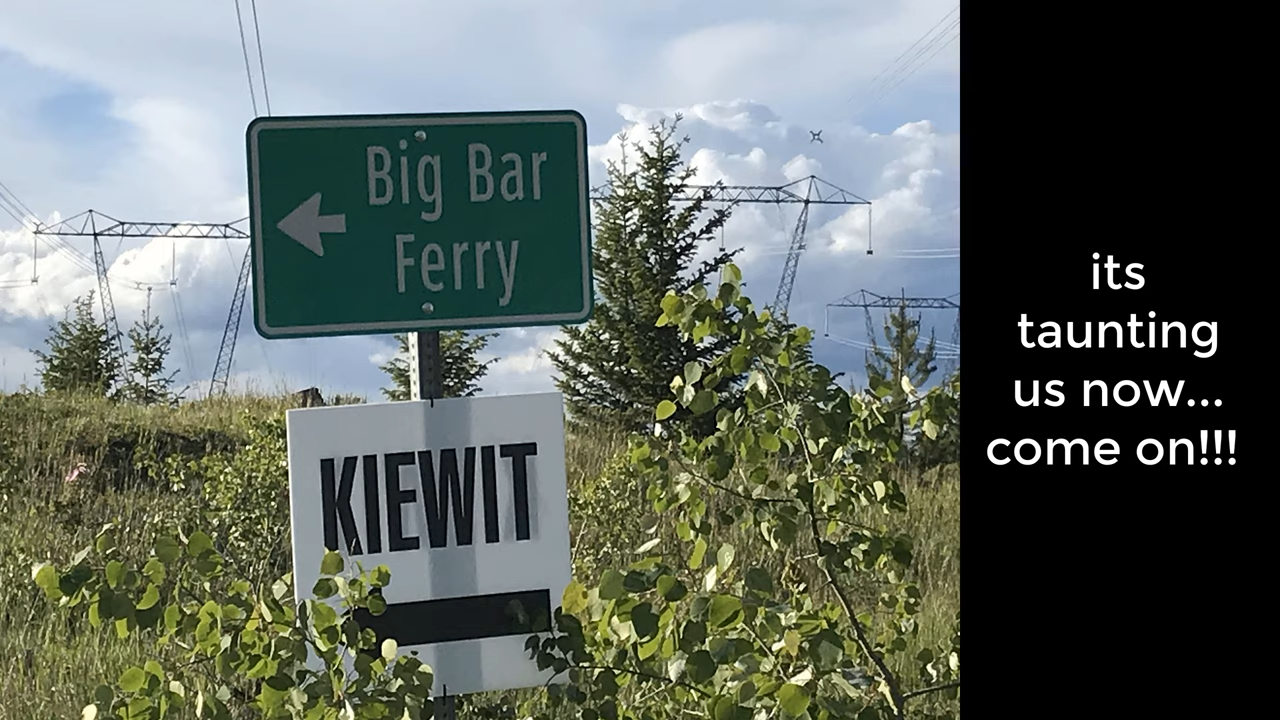 Big Bar
Ferry
KIEWIT
its
taunting
us now...
come on!!!